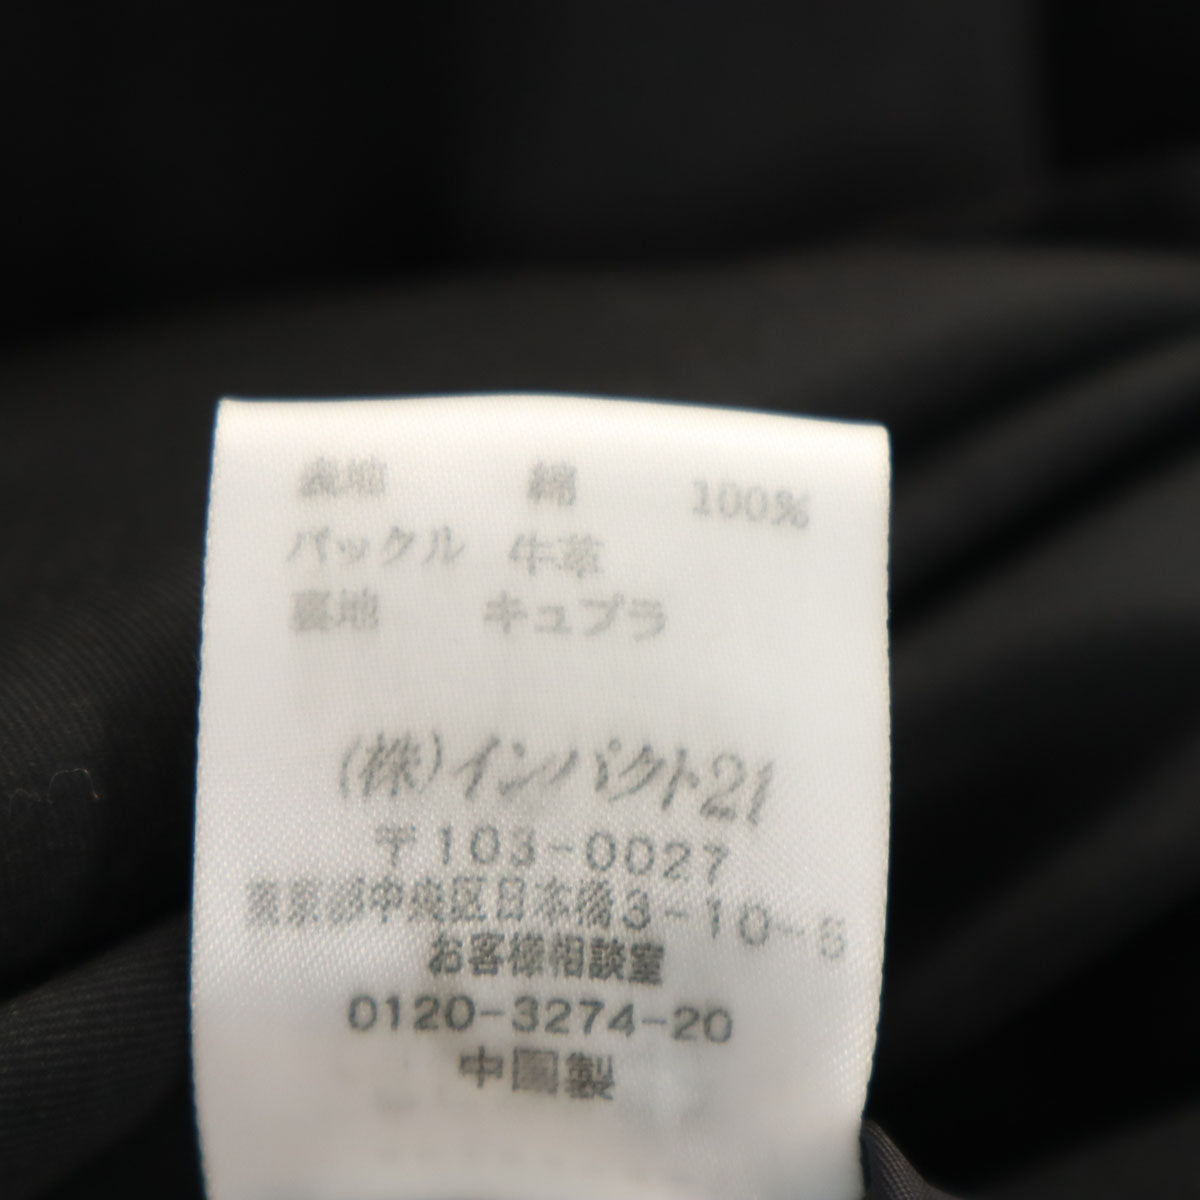 表地 綿 100%
バックル 牛革
裏地 キュプラ
(株)インパクト21
〒103-0027
東京都中央区日本橋3-10-5
お客様相談室
0120-3274-20
中国製